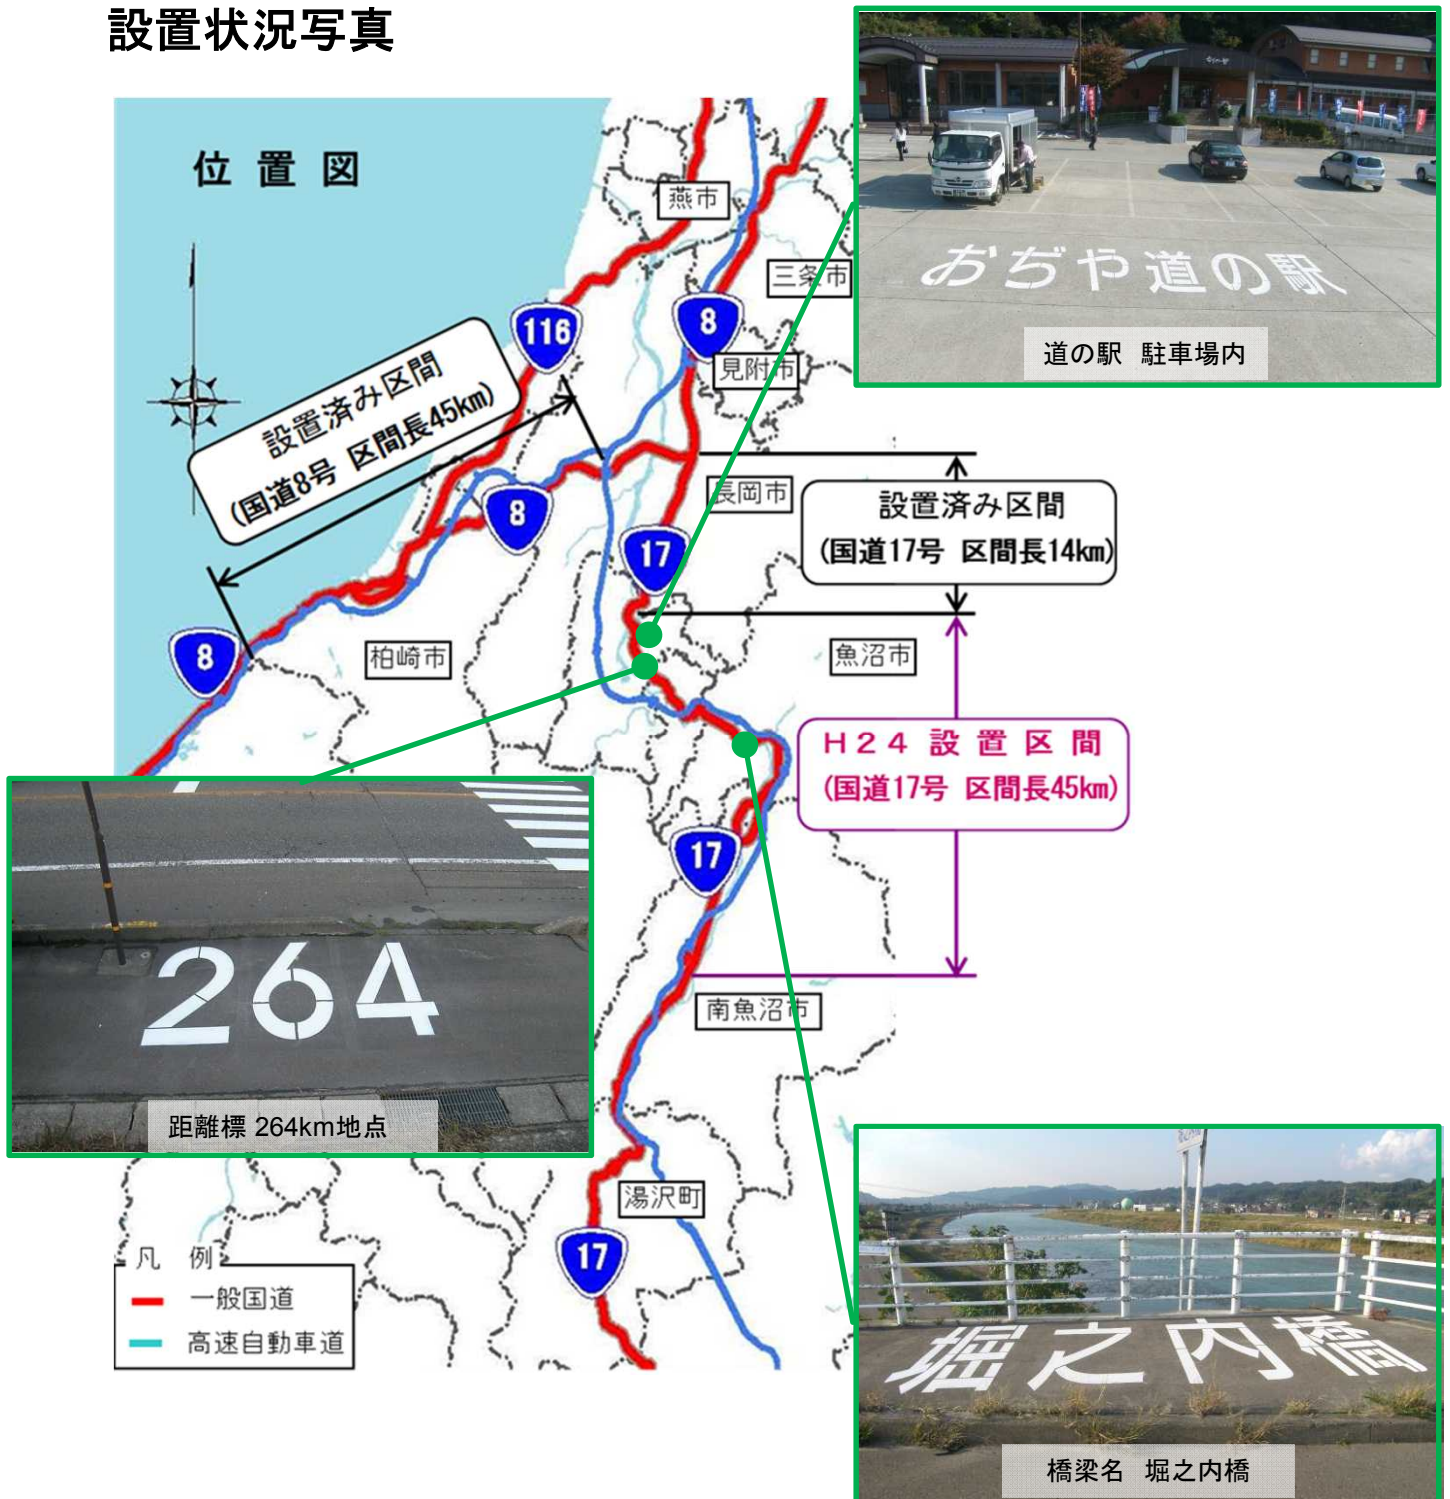 設置状況写真
位置図
燕市
三条市
116
8
見附市
設置済み区間
(国道8号 区間長45km)
おぢや道の駅
道の駅 駐車場内
長岡市
8
17
設置済み区間
(国道17号 区間長14km)
8
柏崎市
魚沼市
H24 設置区間
(国道17号 区間長45km)
17
264
距離標 264km地点
南魚沼市
湯沢町
17
凡 例
一般国道
高速自動車道
堀之内橋
橋梁名 堀之内橋